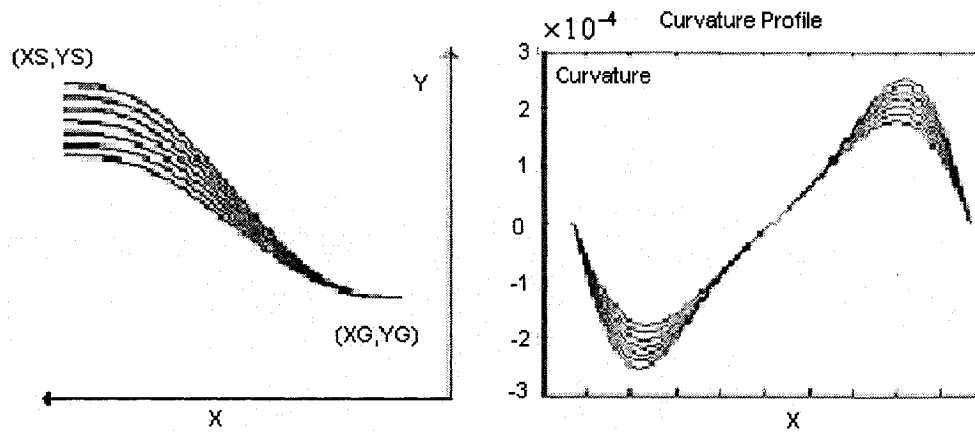 (XS,YS)
Y
(XG,YG)
X
×10⁻⁴
Curvature Profile
Curvature
3
2
1
0
-1
-2
-3
X